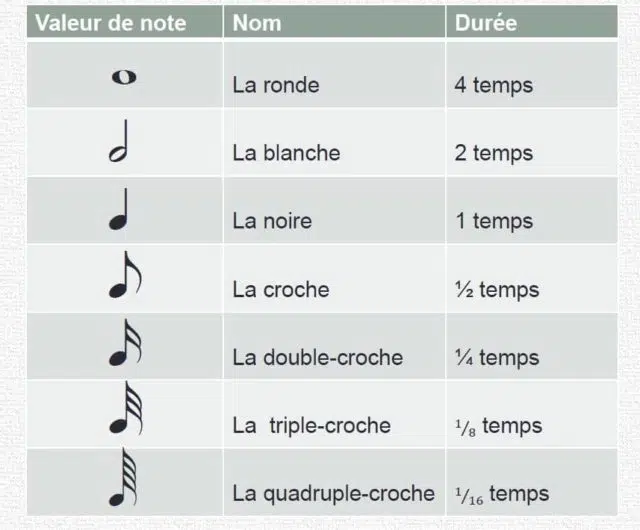 Valeur de note Nom Durée
La ronde 4 temps
La blanche 2 temps
La noire 1 temps
La croche ½ temps
La double-croche ¼ temps
La triple-croche ¹/₈ temps
La quadruple-croche ¹/₁₆ temps